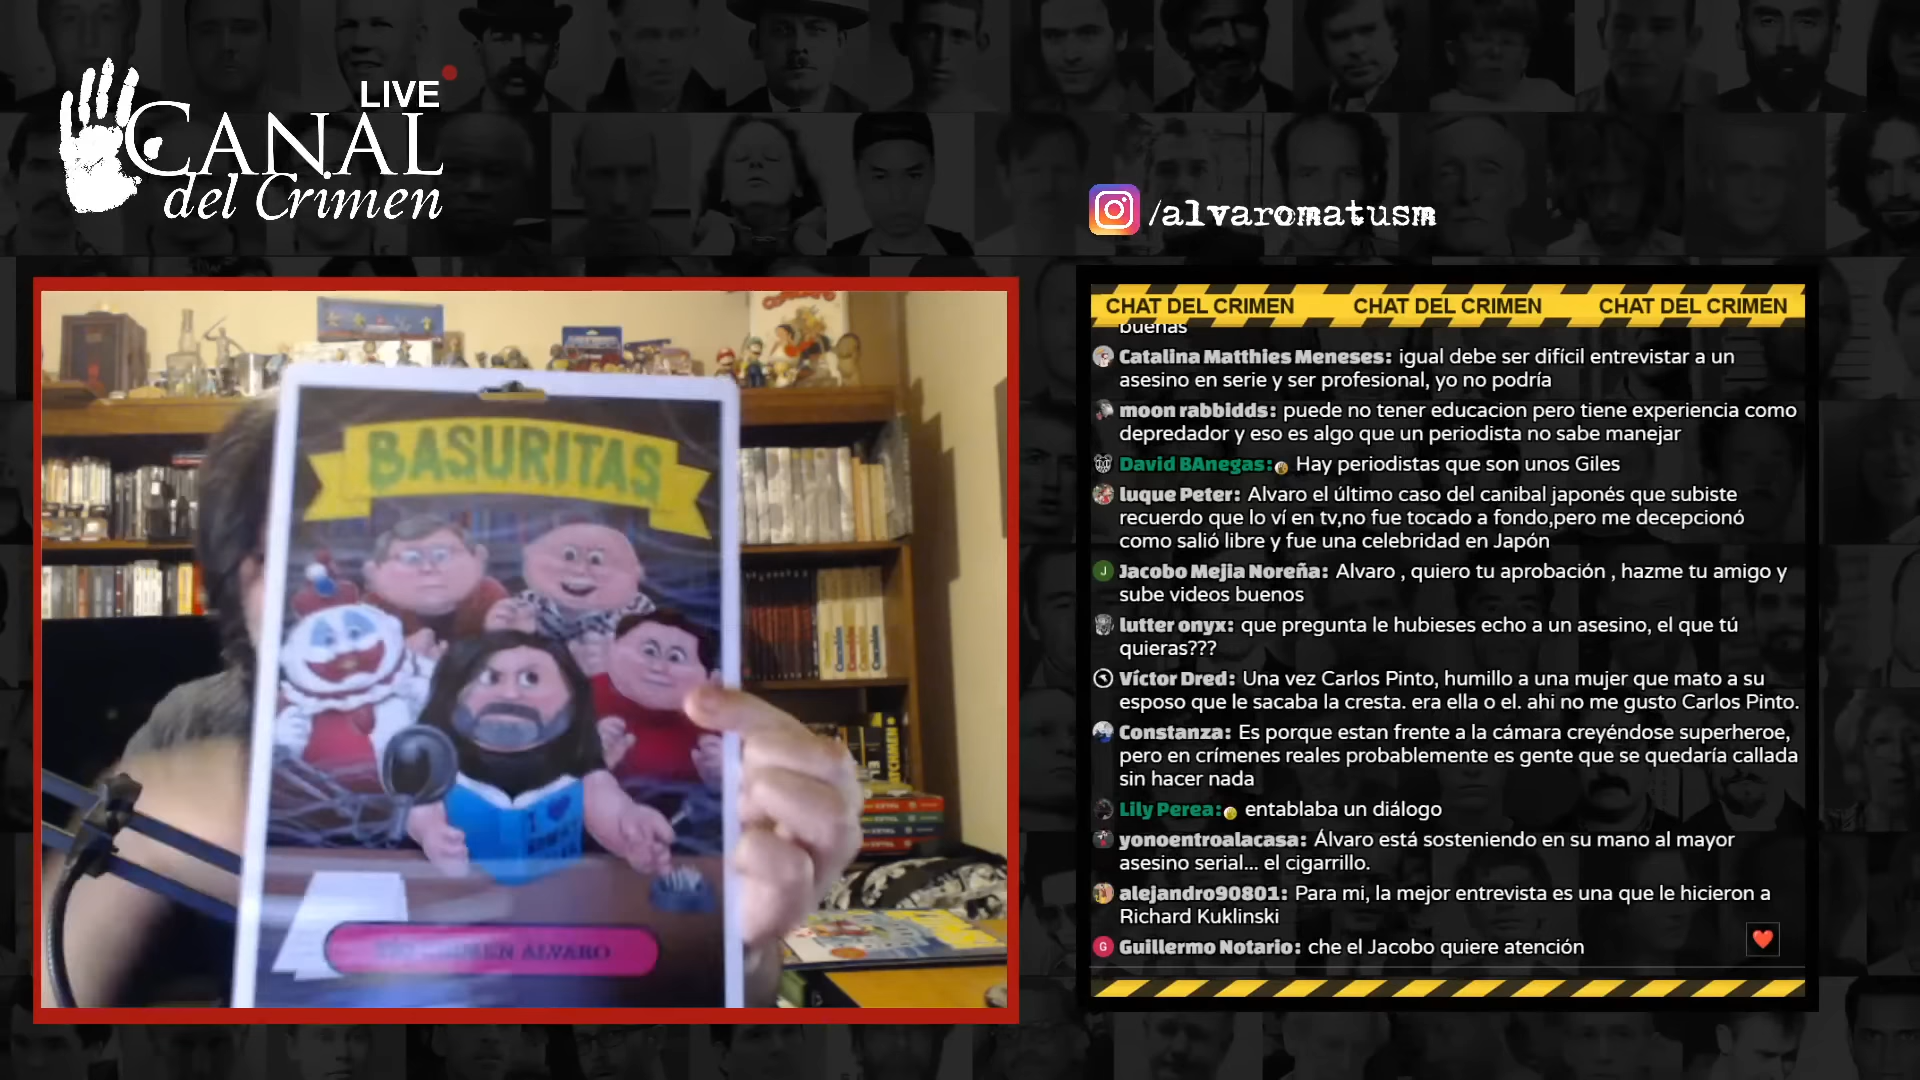 LIVE
CANAL
del Crimen
/alvaromatusm
CHAT DEL CRIMEN CHAT DEL CRIMEN CHAT DEL CRIMEN
buenas
Catalina Matthies Meneses: igual debe ser difícil entrevistar a un
asesino en serie y ser profesional, yo no podría
moon rabbidds: puede no tener educacion pero tiene experiencia como
depredador y eso es algo que un periodista no sabe manejar
David BAnegas: Hay periodistas que son unos Giles
luque Peter: Alvaro el último caso del canibal japonés que subiste
recuerdo que lo ví en tv,no fue tocado a fondo,pero me decepcionó
como salió libre y fue una celebridad en Japón
J Jacobo Mejia Noreña: Alvaro , quiero tu aprobación , hazme tu amigo y
sube videos buenos
lutter onyx: que pregunta le hubieses echo a un asesino, el que tú
quieras???
Víctor Dred: Una vez Carlos Pinto, humillo a una mujer que mato a su
esposo que le sacaba la cresta. era ella o el. ahi no me gusto Carlos Pinto.
Constanza: Es porque estan frente a la cámara creyéndose superheroe,
pero en crímenes reales probablemente es gente que se quedaría callada
sin hacer nada
Lily Perea: entablaba un diálogo
yonoentroalacasa: Álvaro está sosteniendo en su mano al mayor
asesino serial... el cigarrillo.
alejandro90801: Para mi, la mejor entrevista es una que le hicieron a
Richard Kuklinski
G Guillermo Notario: che el Jacobo quiere atención
BASURITAS
I
ALVARO